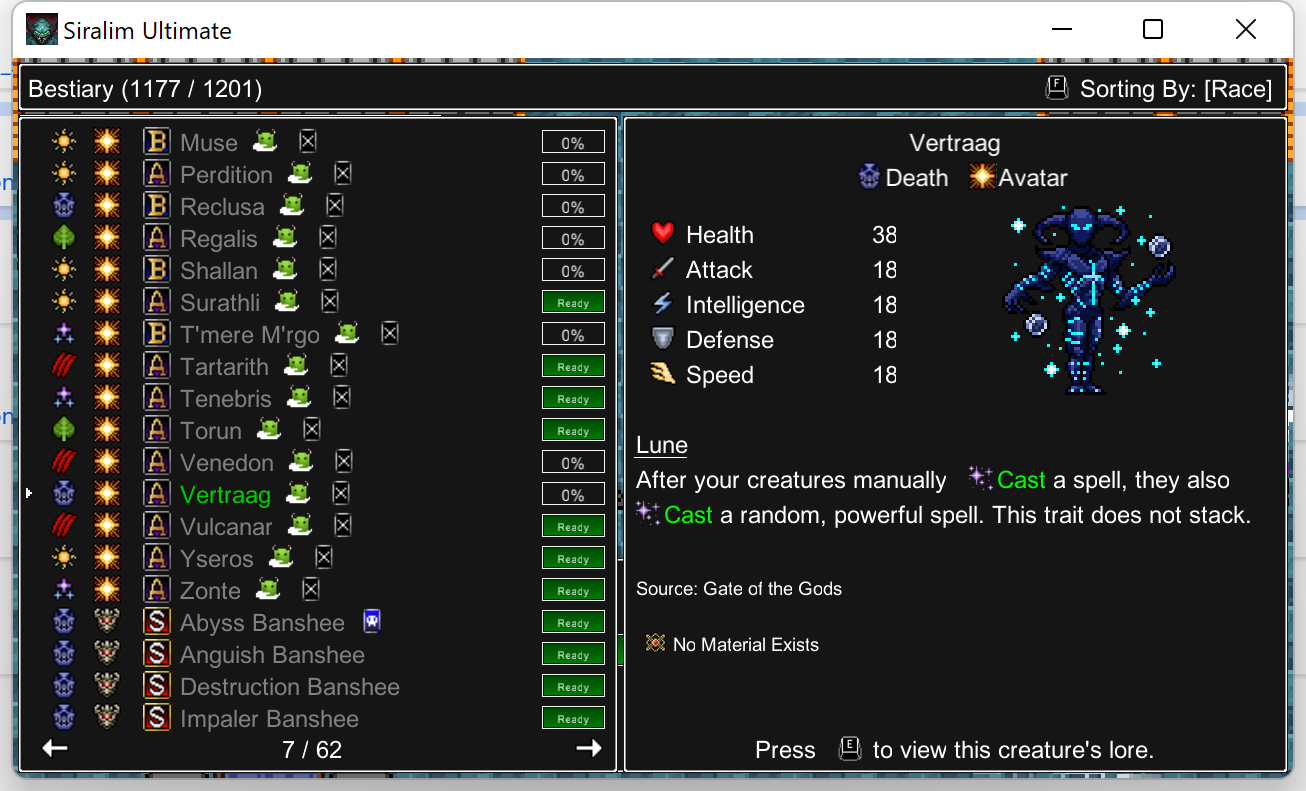 Siralim Ultimate
Bestiary (1177 / 1201)
F Sorting By: [Race]
B Muse 0%
A Perdition 0%
B Reclusa 0%
A Regalis 0%
B Shallan 0%
A Surathli Ready
B T'mere M'rgo 0%
A Tartarith Ready
A Tenebris Ready
A Torun Ready
A Venedon 0%
A Vertraag 0%
A Vulcanar Ready
A Yseros Ready
A Zonte Ready
S Abyss Banshee Ready
S Anguish Banshee Ready
S Destruction Banshee Ready
S Impaler Banshee Ready
7 / 62
Vertraag
Death Avatar
Health 38
Attack 18
Intelligence 18
Defense 18
Speed 18
Lune
After your creatures manually Cast a spell, they also
Cast a random, powerful spell. This trait does not stack.
Source: Gate of the Gods
No Material Exists
Press E to view this creature's lore.